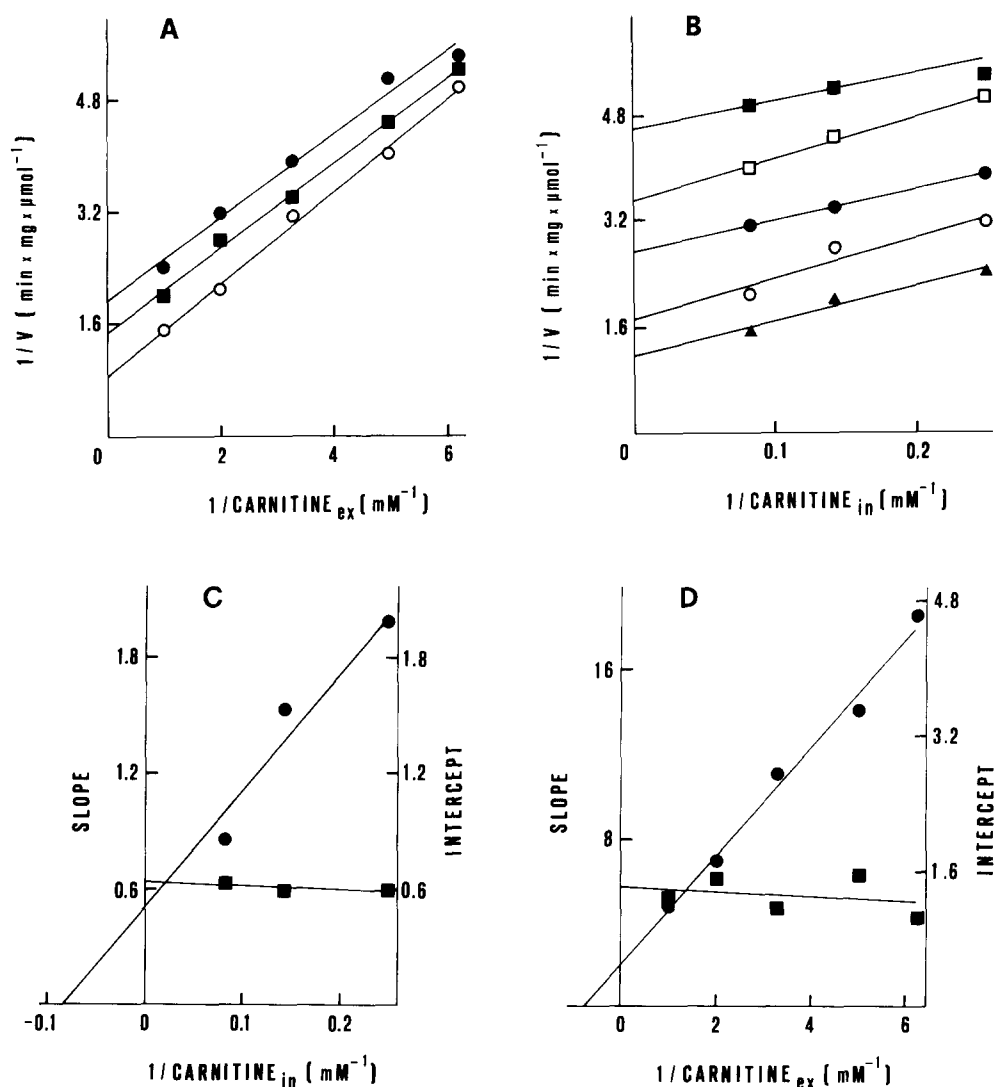 A
1/V ( min x mg x µmol⁻¹ )
4.8
3.2
1.6
0
2
4
6
1/CARNITINE ex ( mM⁻¹ )
B
1/V ( min x mg x µmol⁻¹ )
4.8
3.2
1.6
0
0.1
0.2
1/CARNITINE in ( mM⁻¹ )
C
SLOPE
1.8
1.2
0.6
INTERCEPT
1.8
1.2
0.6
-0.1
0
0.1
0.2
1/CARNITINE in ( mM⁻¹ )
D
SLOPE
16
8
INTERCEPT
4.8
3.2
1.6
0
2
4
6
1/CARNITINE ex ( mM⁻¹ )